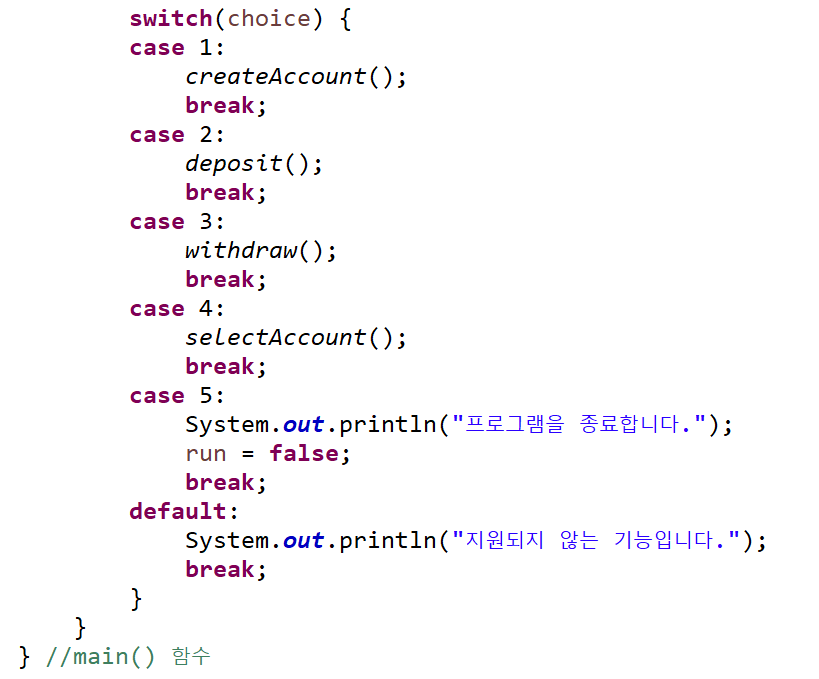 switch(choice) {
case 1:
createAccount();
break;
case 2:
deposit();
break;
case 3:
withdraw();
break;
case 4:
selectAccount();
break;
case 5:
System.out.println("프로그램을 종료합니다.");
run = false;
break;
default:
System.out.println("지원되지 않는 기능입니다.");
break;
}
}
} //main() 함수